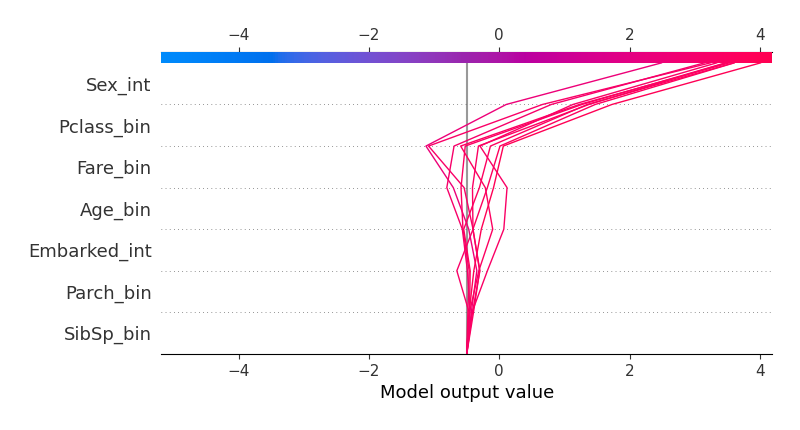 −4 −2 0 2 4
Sex_int
Pclass_bin
Fare_bin
Age_bin
Embarked_int
Parch_bin
SibSp_bin
−4 −2 0 2 4
Model output value